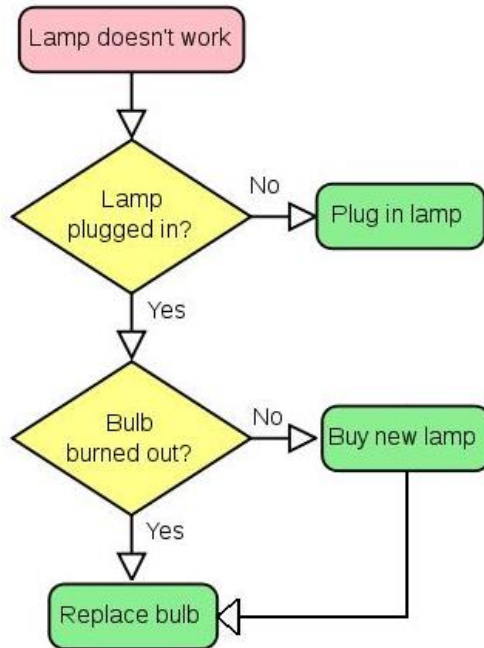 Lamp doesn't work
Lamp
plugged in?
No
Plug in lamp
Yes
Bulb
burned out?
No
Buy new lamp
Yes
Replace bulb